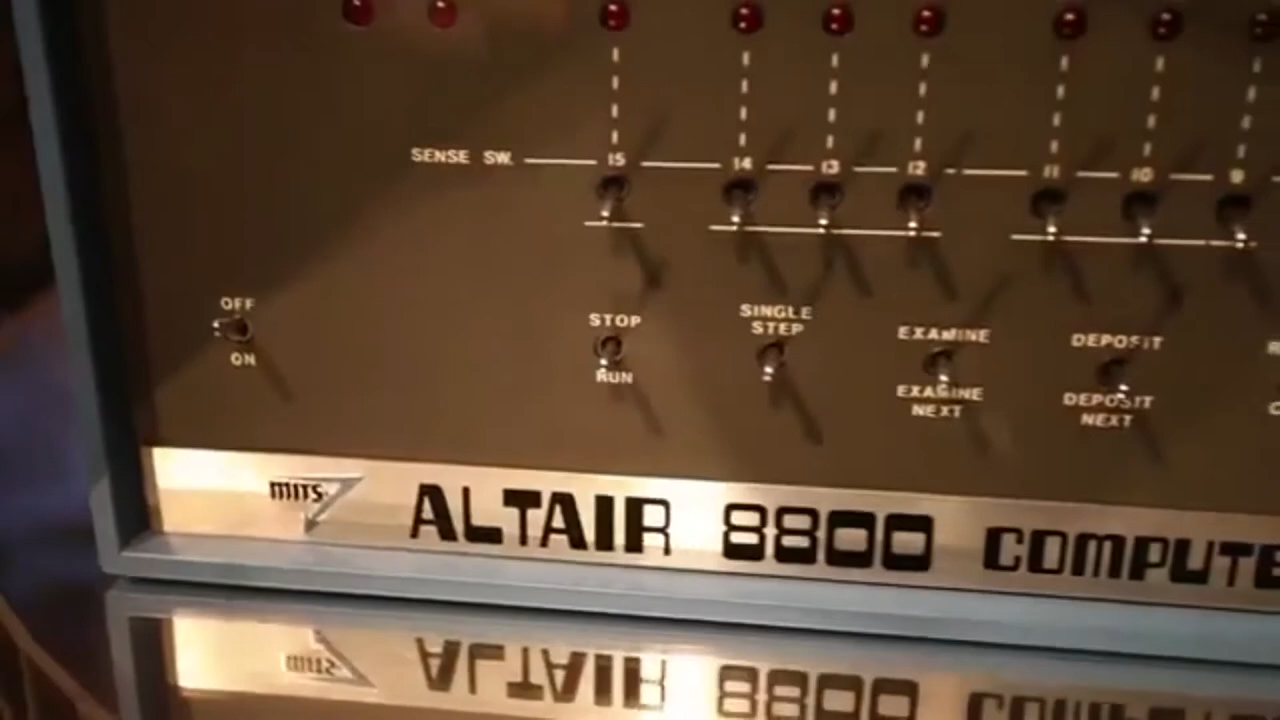 SENSE SW. 15 14 13 12 11 10 9
OFF
ON
STOP
RUN
SINGLE
STEP
EXAMINE
EXAMINE
NEXT
DEPOSIT
DEPOSIT
NEXT
mits ALTAIR 8800 COMPUTE